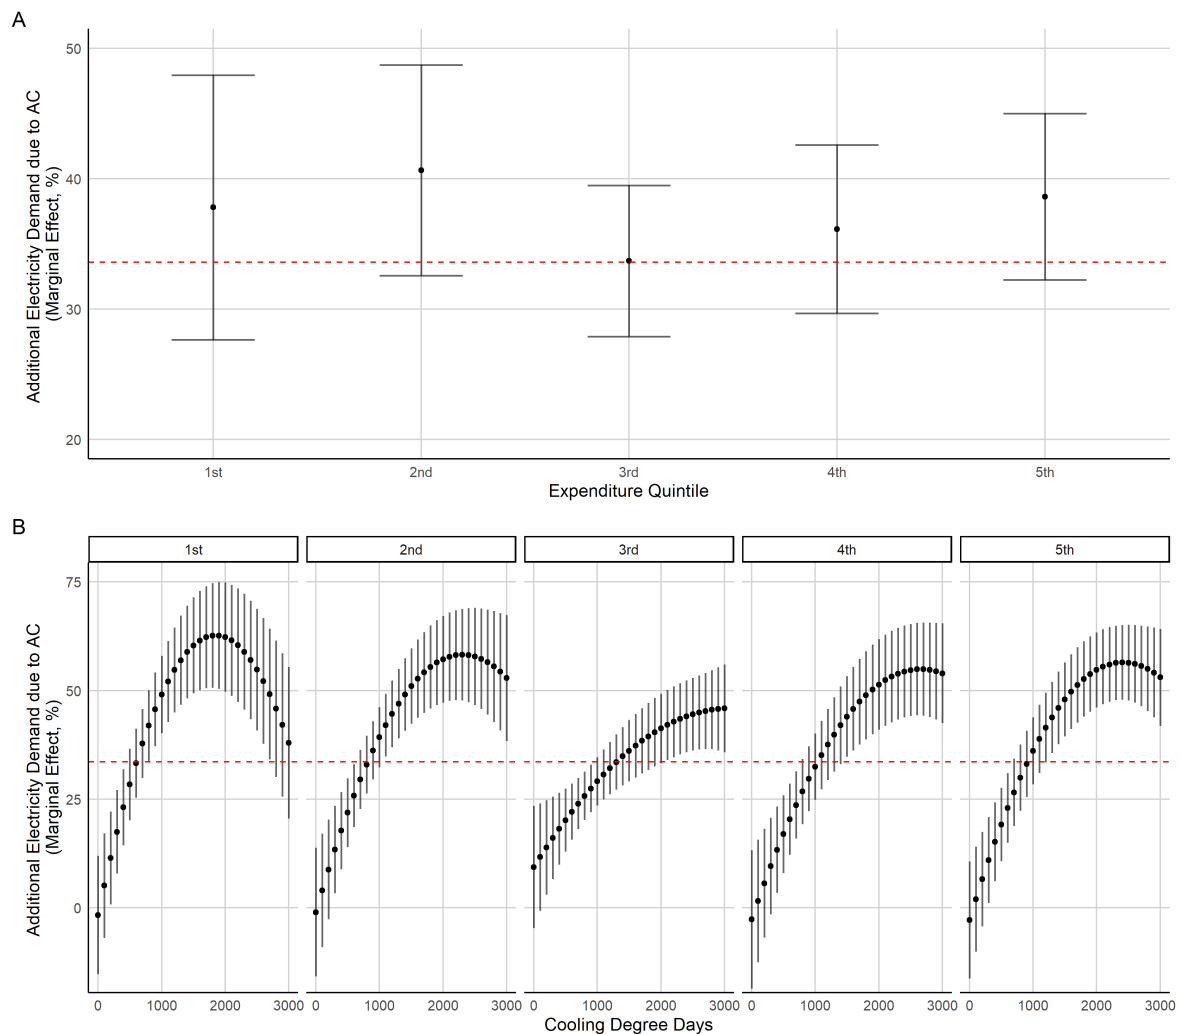 A
Additional Electricity Demand due to AC
(Marginal Effect, %)
50
40
30
20
1st 2nd 3rd 4th 5th
Expenditure Quintile
B
1st 2nd 3rd 4th 5th
Additional Electricity Demand due to AC
(Marginal Effect, %)
75
50
25
0
0 1000 2000 3000 0 1000 2000 3000 0 1000 2000 3000 0 1000 2000 3000 0 1000 2000 3000
Cooling Degree Days